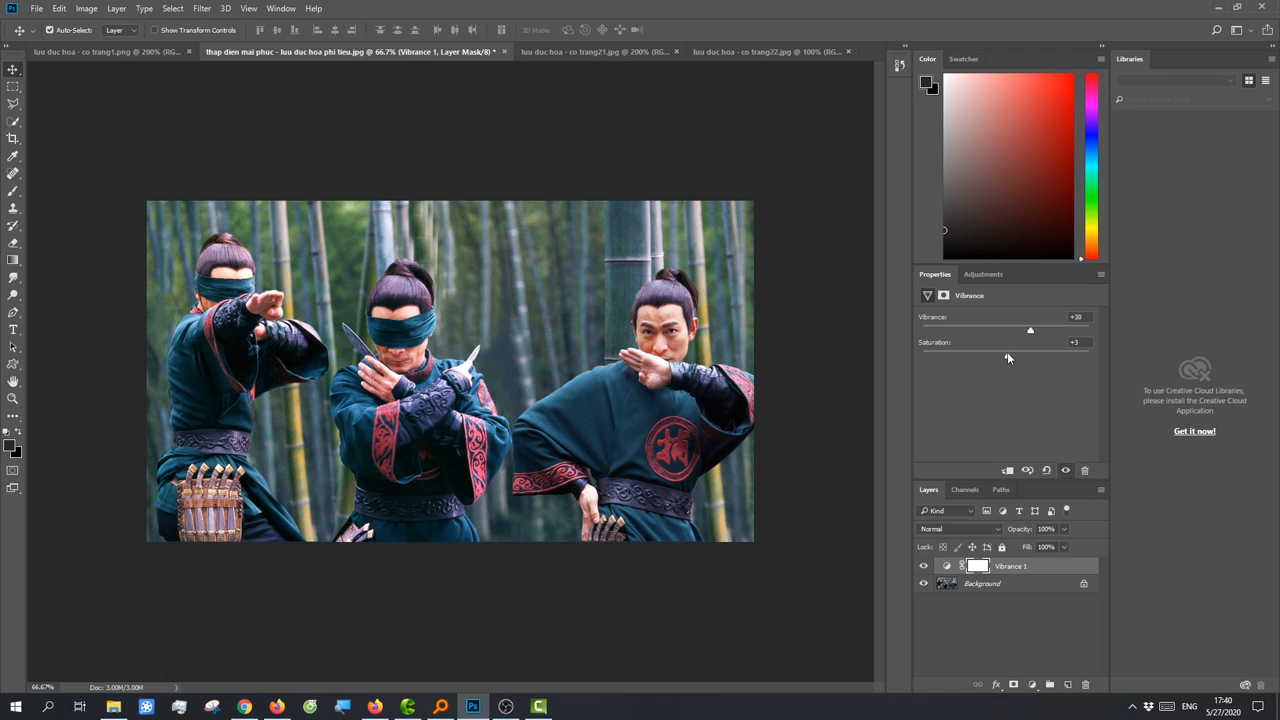 File Edit Image Layer Type Select Filter 3D View Window Help
Auto-Select: Layer Show Transform Controls 3D Mode:
luu duc hoa - co trang1.png @ 200% (RG... × thap dien mai phuc - luu duc hoa phi tieu.jpg @ 66.7% (Vibrance 1, Layer Mask/8) * × luu duc hoa - co trang21.jpg @ 200% (RG... × luu duc hoa - co trang22.jpg @ 100% (RG... ×
Color Swatches
Libraries
Search Adobe Stock
Properties Adjustments
Vibrance
Vibrance: +30
Saturation: +3
捕
To use Creative Cloud Libraries,
please install the Creative Cloud
Application
Get it now!
Layers Channels Paths
Kind
Normal Opacity: 100%
Lock: Fill: 100%
Vibrance 1
Background
66.67% Doc: 3.00M/3.00M
ENG
17:40
5/27/2020